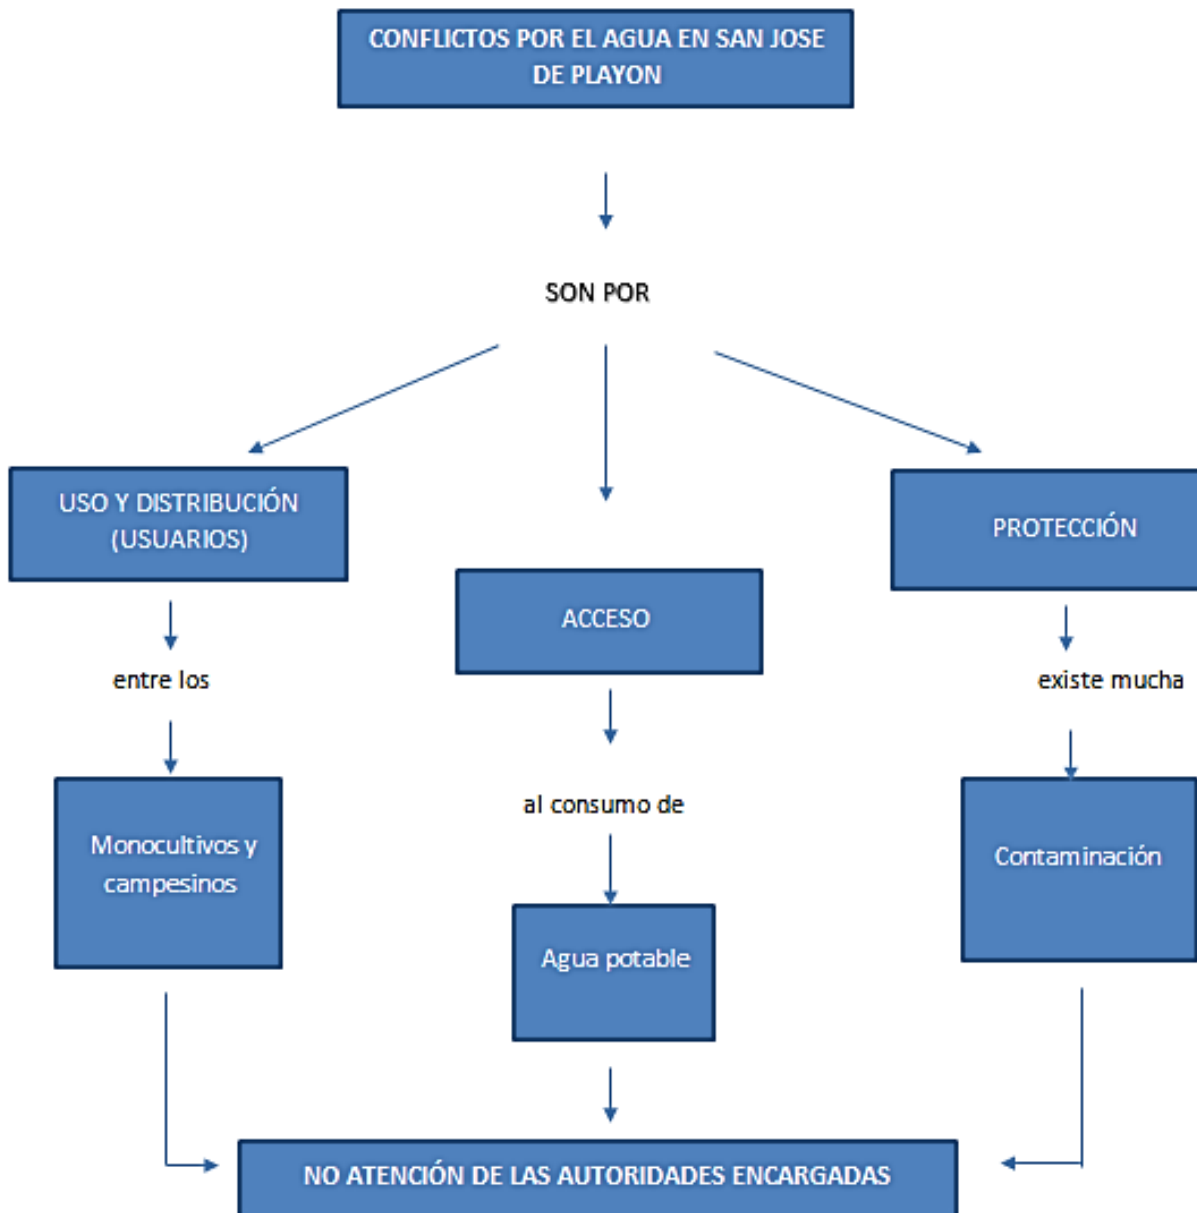 CONFLICTOS POR EL AGUA EN SAN JOSE
DE PLAYON
SON POR
USO Y DISTRIBUCIÓN
(USUARIOS)
ACCESO
PROTECCIÓN
entre los
al consumo de
existe mucha
Monocultivos y
campesinos
Agua potable
Contaminación
NO ATENCIÓN DE LAS AUTORIDADES ENCARGADAS